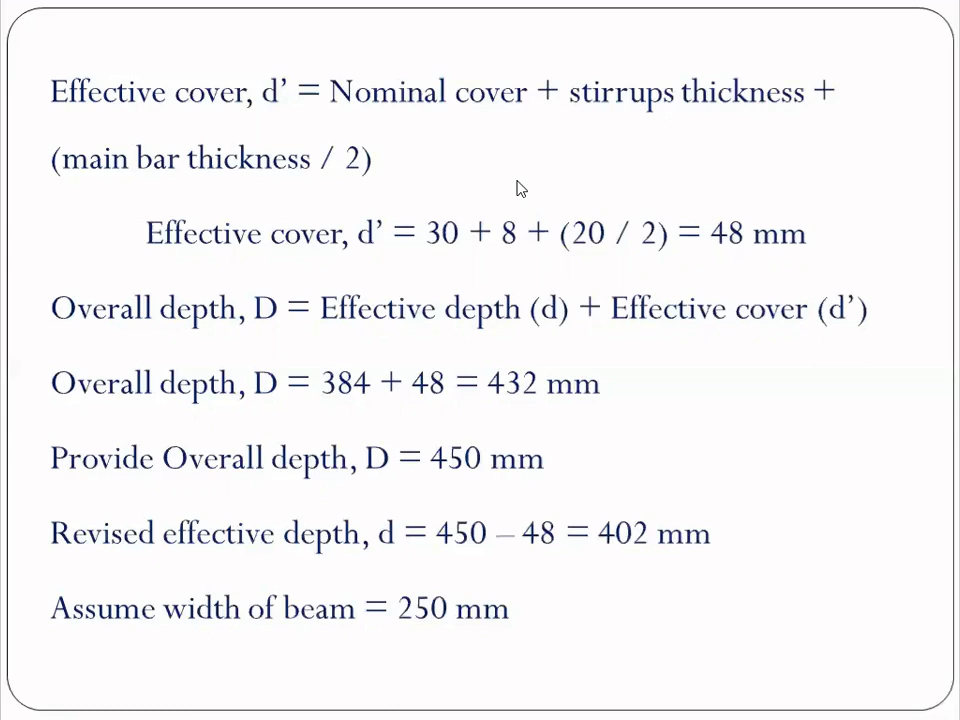 Effective cover, d’ = Nominal cover + stirrups thickness +
(main bar thickness / 2)
Effective cover, d’ = 30 + 8 + (20 / 2) = 48 mm
Overall depth, D = Effective depth (d) + Effective cover (d’)
Overall depth, D = 384 + 48 = 432 mm
Provide Overall depth, D = 450 mm
Revised effective depth, d = 450 – 48 = 402 mm
Assume width of beam = 250 mm